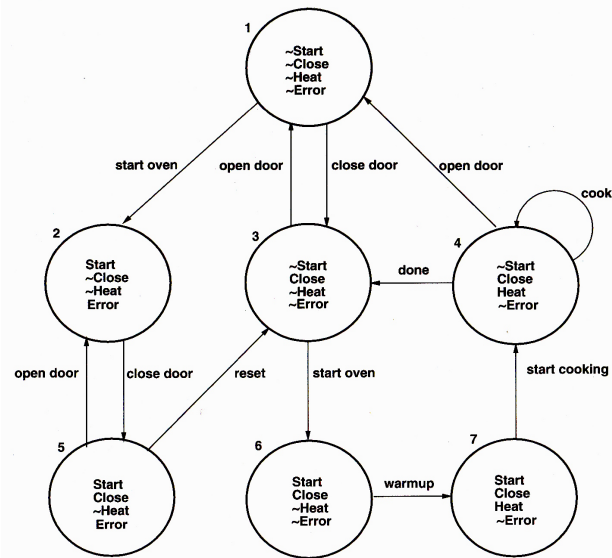 1
~Start
~Close
~Heat
~Error
start oven
open door
close door
open door
cook
2
Start
~Close
~Heat
Error
3
~Start
Close
~Heat
~Error
done
4
~Start
Close
Heat
~Error
open door
close door
reset
start oven
start cooking
5
Start
Close
~Heat
Error
6
Start
Close
~Heat
~Error
warmup
7
Start
Close
Heat
~Error